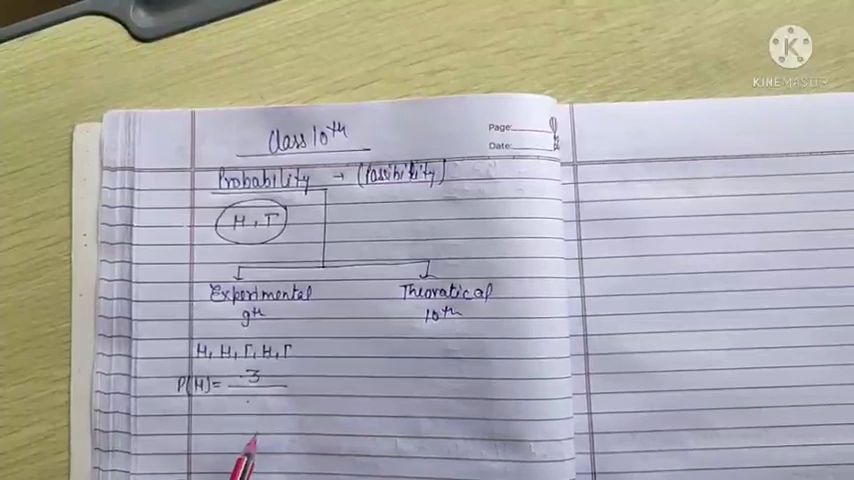 KINEMASTER
Page:
Date:
Class 10th
Probability → (Possibility)
H, T
Experimental
9th
Theoratical
10th
H, H, T, H, T
P(H) = 3